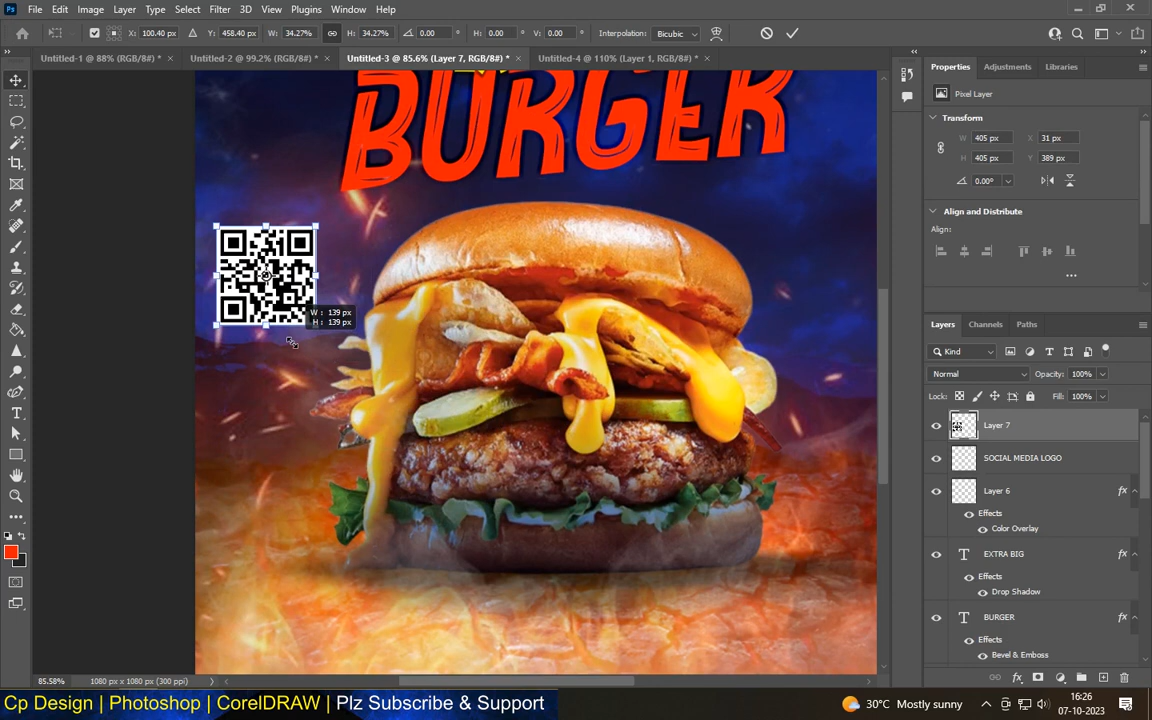 Ps File Edit Image Layer Type Select Filter 3D View Plugins Window Help
X: 100.40 px Y: 458.40 px W: 34.27% H: 34.27% 0.00 ° H: 0.00 ° V: 0.00 ° Interpolation: Bicubic
Untitled-1 @ 88% (RGB/8#) * × Untitled-2 @ 99.2% (RGB/8#) * × Untitled-3 @ 85.6% (Layer 7, RGB/8#) * × Untitled-4 @ 110% (Layer 1, RGB/8#) * ×
Properties Adjustments Libraries
Pixel Layer
Transform
W 405 px X 31 px
H 405 px Y 389 px
0.00°
Align and Distribute
Align:
BURGER
W : 139 px
H : 139 px
Layers Channels Paths
Kind
Normal Opacity: 100%
Lock: Fill: 100%
Layer 7
SOCIAL MEDIA LOGO
Layer 6 fx
Effects
Color Overlay
T EXTRA BIG fx
Effects
Drop Shadow
T BURGER fx
Effects
Bevel & Emboss
85.58% 1080 px x 1080 px (300 ppi)
Cp Design | Photoshop | CorelDRAW | Plz Subscribe & Support
30°C Mostly sunny
16:26
07-10-2023